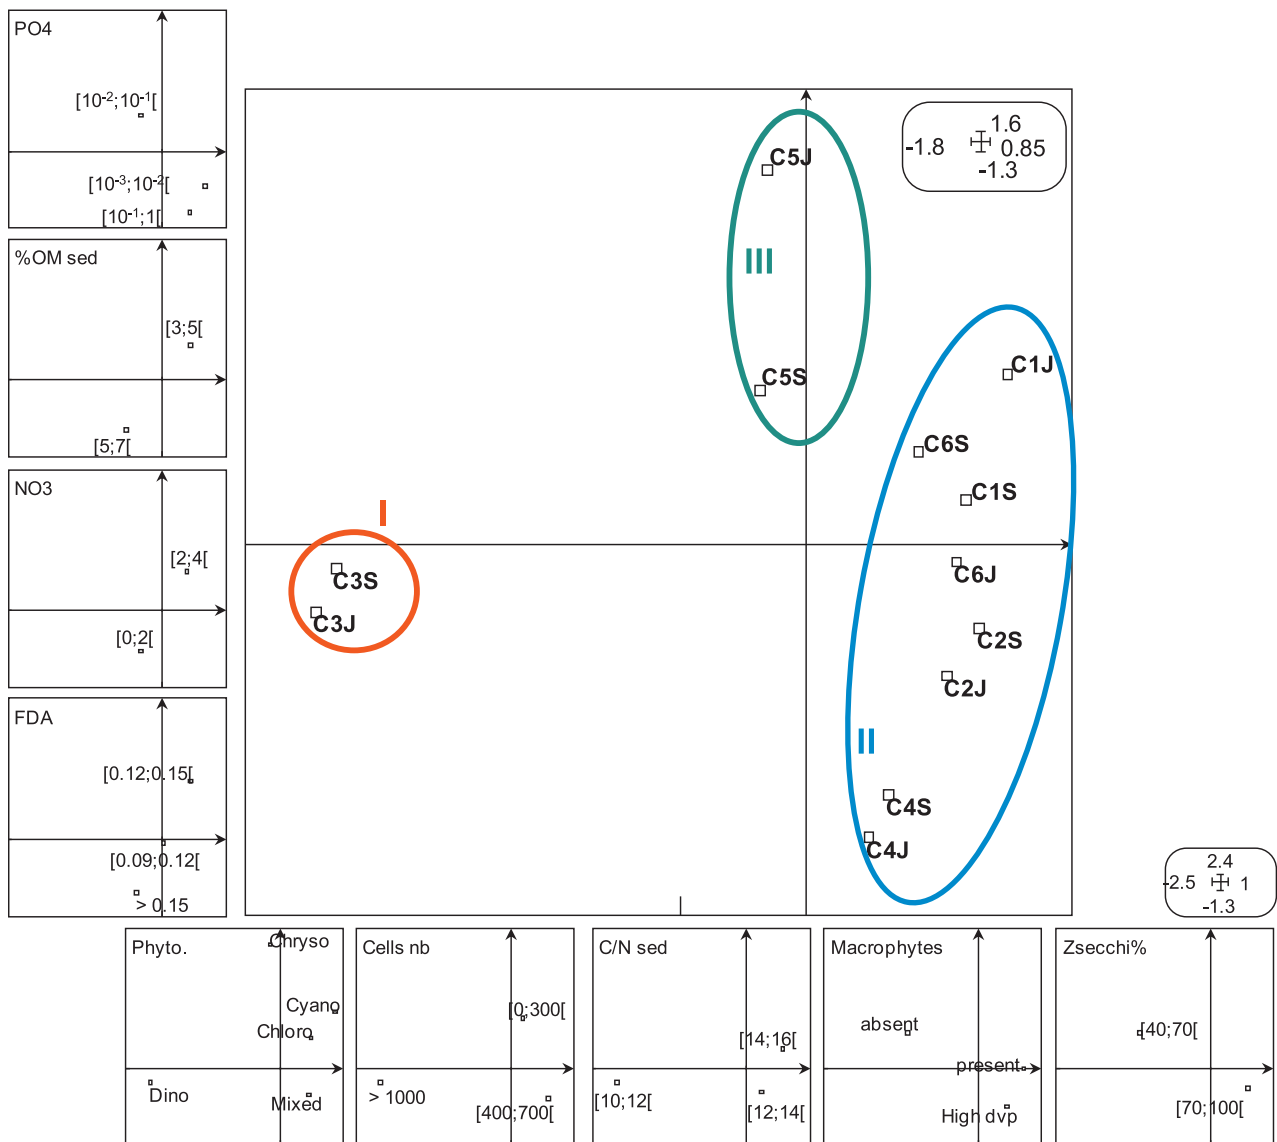 PO4
[10-2;10-1[
[10-3;10-2[
[10-1;1[
%OM sed
[3;5[
[5;7[
NO3
[2;4[
[0;2[
FDA
[0.12;0.15[
[0.09;0.12[
> 0.15
1.6
-1.8
0.85
-1.3
C5J
III
C5S
C1J
C6S
C1S
I
C3S
C3J
C6J
C2S
C2J
II
C4S
C4J
2.4
-2.5
1
-1.3
Phyto.
Chryso
Cyano
Chloro
Dino
Mixed
Cells nb
[0;300[
> 1000
[400;700[
C/N sed
[14;16[
[10;12[
[12;14[
Macrophytes
absent
present
High dvp
Zsecchi%
[40;70[
[70;100[